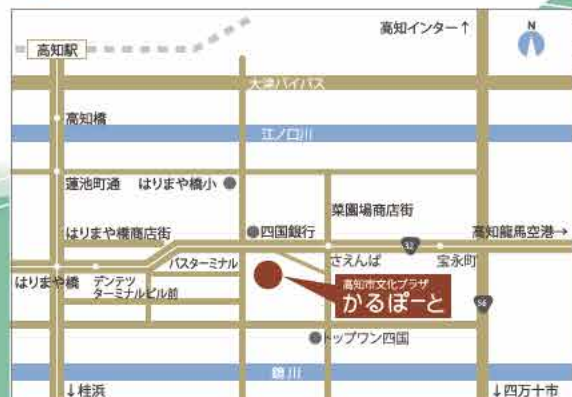 高知インター↑
N
高知駅
大津バイパス
高知橋
江ノ口川
蓮池町通
はりまや橋小
菜園場商店街
はりまや橋商店街
四国銀行
32
高知龍馬空港→
バスターミナル
さえんば
宝永町
はりまや橋
デンテツ
ターミナルビル前
高知市文化プラザ
かるぽーと
56
トップワン四国
鏡川
↓桂浜
↓四万十市